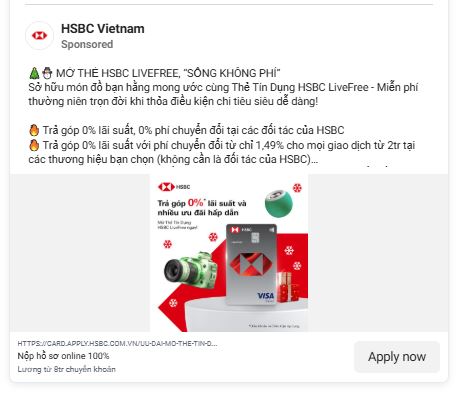 HSBC Vietnam
Sponsored
🎄⛄ MỞ THẺ HSBC LIVEFREE, “SỐNG KHÔNG PHÍ”
Sở hữu món đồ bạn hằng mong ước cùng Thẻ Tín Dụng HSBC LiveFree - Miễn phí
thường niên trọn đời khi thỏa điều kiện chi tiêu siêu dễ dàng!
🔥 Trả góp 0% lãi suất, 0% phí chuyển đổi tại các đối tác của HSBC
🔥 Trả góp 0% lãi suất với phí chuyển đổi từ chỉ 1,49% cho mọi giao dịch từ 2tr tại
các thương hiệu bạn chọn (không cần là đối tác của HSBC)...
HSBC
Trả góp 0%* lãi suất và
nhiều ưu đãi hấp dẫn
Mở Thẻ Tín Dụng
HSBC LiveFree ngay!
HSBC
VISA
HTTPS://CARD.APPLY.HSBC.COM.VN/UU-DAI-MO-THE-TIN-D...
Nộp hồ sơ online 100%
Lương từ 8tr chuyển khoản
Apply now